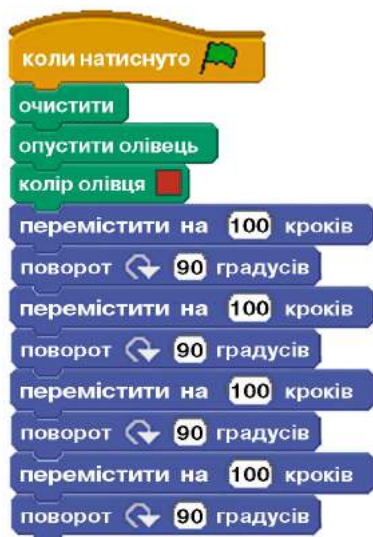 коли натиснуто
очистити
опустити олівець
колір олівця
перемістити на 100 кроків
поворот 90 градусів
перемістити на 100 кроків
поворот 90 градусів
перемістити на 100 кроків
поворот 90 градусів
перемістити на 100 кроків
поворот 90 градусів